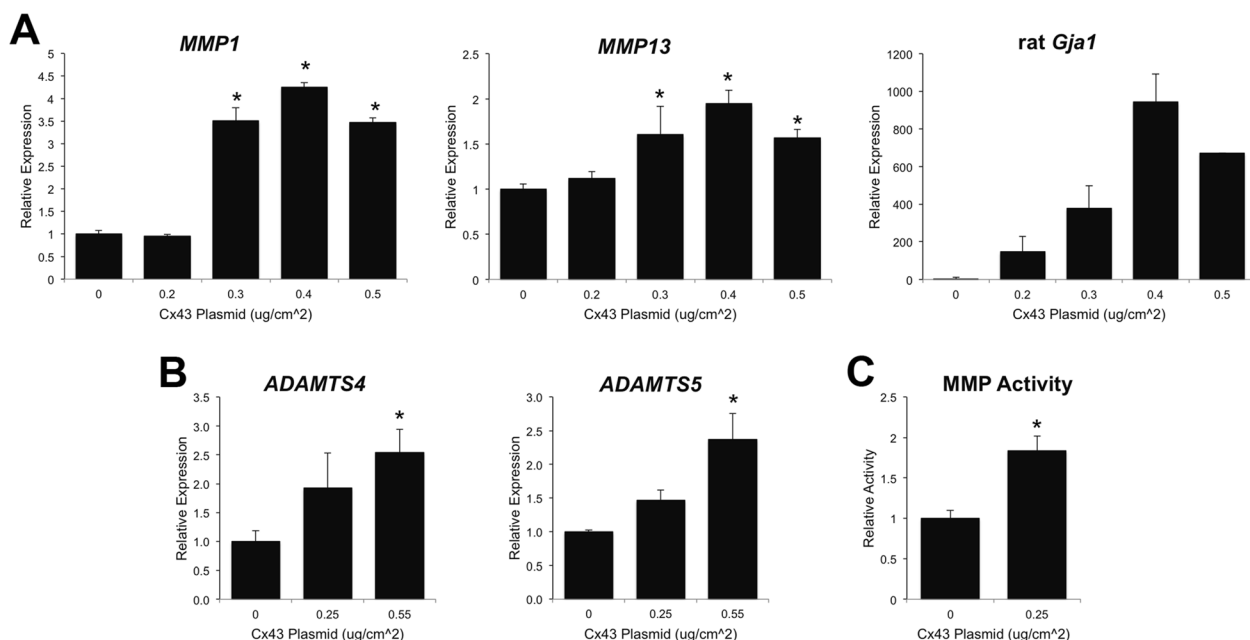 A
MMP1
Relative Expression
5
4.5
4
3.5
3
2.5
2
1.5
1
0.5
0
*
*
*
0 0.2 0.3 0.4 0.5
Cx43 Plasmid (ug/cm^2)
MMP13
Relative Expression
2.5
2
1.5
1
0.5
0
*
*
*
0 0.2 0.3 0.4 0.5
Cx43 Plasmid (ug/cm^2)
rat Gja1
Relative Expression
1200
1000
800
600
400
200
0
0 0.2 0.3 0.4 0.5
Cx43 Plasmid (ug/cm^2)
B
ADAMTS4
Relative Expression
3.5
3.0
2.5
2.0
1.5
1.0
0.5
0.0
*
0 0.25 0.55
Cx43 Plasmid (ug/cm^2)
ADAMTS5
Relative Expression
3.0
2.5
2.0
1.5
1.0
0.5
0.0
*
0 0.25 0.55
Cx43 Plasmid (ug/cm^2)
C
MMP Activity
Relative Activity
2.5
2
1.5
1
0.5
0
*
0 0.25
Cx43 Plasmid (ug/cm^2)